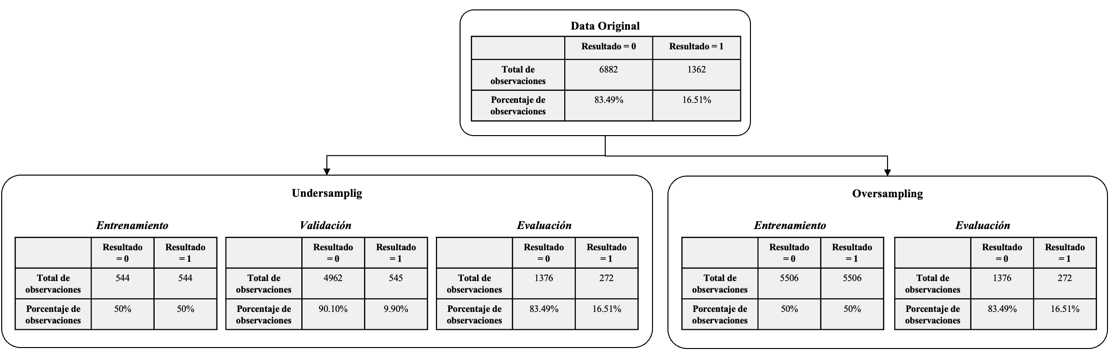 Data Original
Resultado = 0 Resultado = 1
Total de observaciones 6882 1362
Porcentaje de observaciones 83.49% 16.51%
Undersamplig
Entrenamiento
Resultado = 0 Resultado = 1
Total de observaciones 544 544
Porcentaje de observaciones 50% 50%
Validación
Resultado = 0 Resultado = 1
Total de observaciones 4962 545
Porcentaje de observaciones 90.10% 9.90%
Evaluación
Resultado = 0 Resultado = 1
Total de observaciones 1376 272
Porcentaje de observaciones 83.49% 16.51%
Oversampling
Entrenamiento
Resultado = 0 Resultado = 1
Total de observaciones 5506 5506
Porcentaje de observaciones 50% 50%
Evaluación
Resultado = 0 Resultado = 1
Total de observaciones 1376 272
Porcentaje de observaciones 83.49% 16.51%